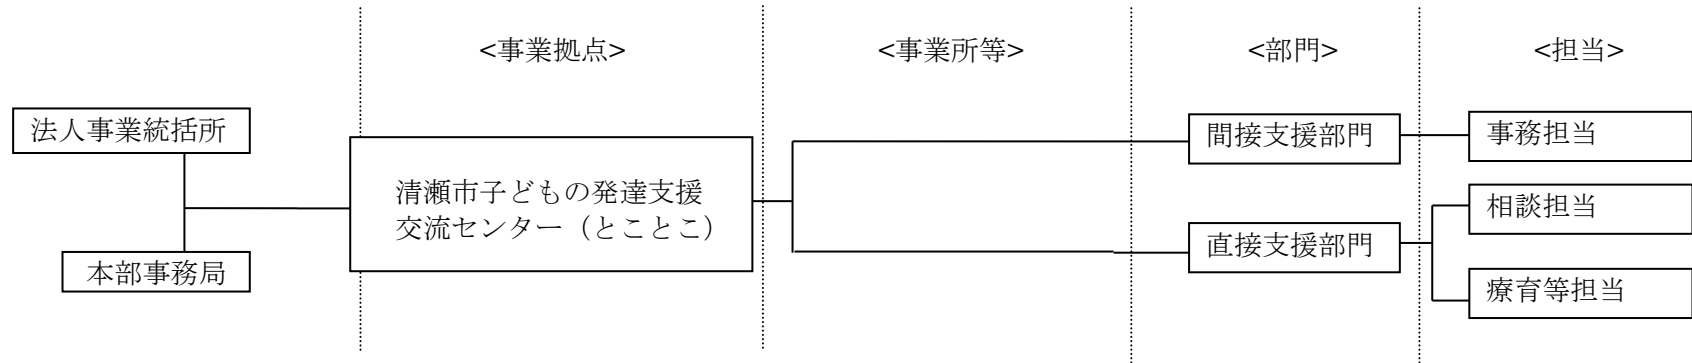 <事業拠点>
<事業所等>
<部門>
<担当>
法人事業統括所
本部事務局
清瀬市子どもの発達支援
交流センター（とことこ）
間接支援部門
直接支援部門
事務担当
相談担当
療育等担当